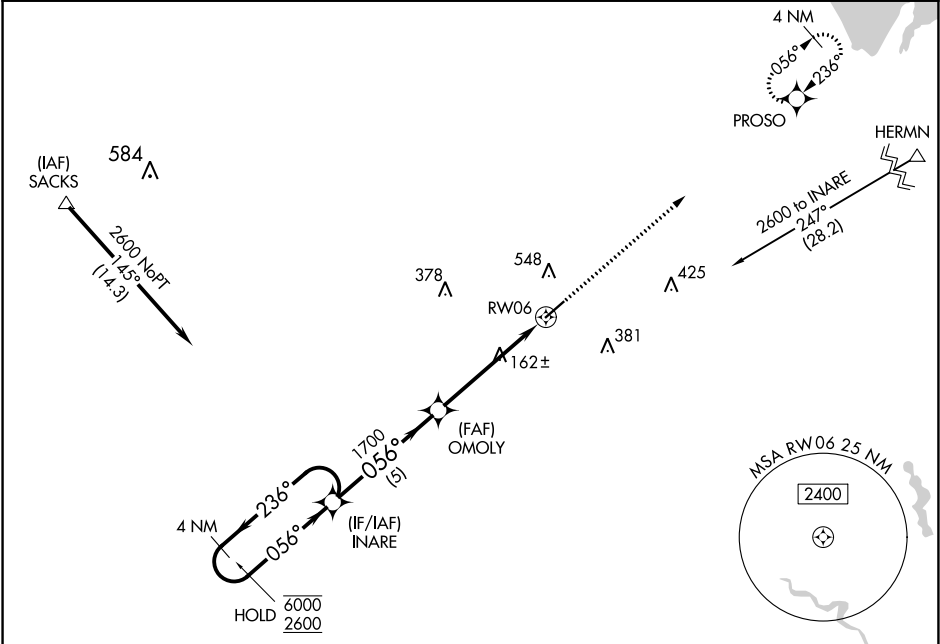 4 NM
056°
236°
PROSO
HERMN
2600 to INARE
247°
(28.2)
(IAF)
SACKS
584
2600 NoPT
145°
(14.3)
378
548
425
RW06
381
162±
(FAF)
OMOLY
1700
056°
(5)
236°
4 NM
056°
(IF/IAF)
INARE
HOLD
6000
2600
MSA RW06 25 NM
2400